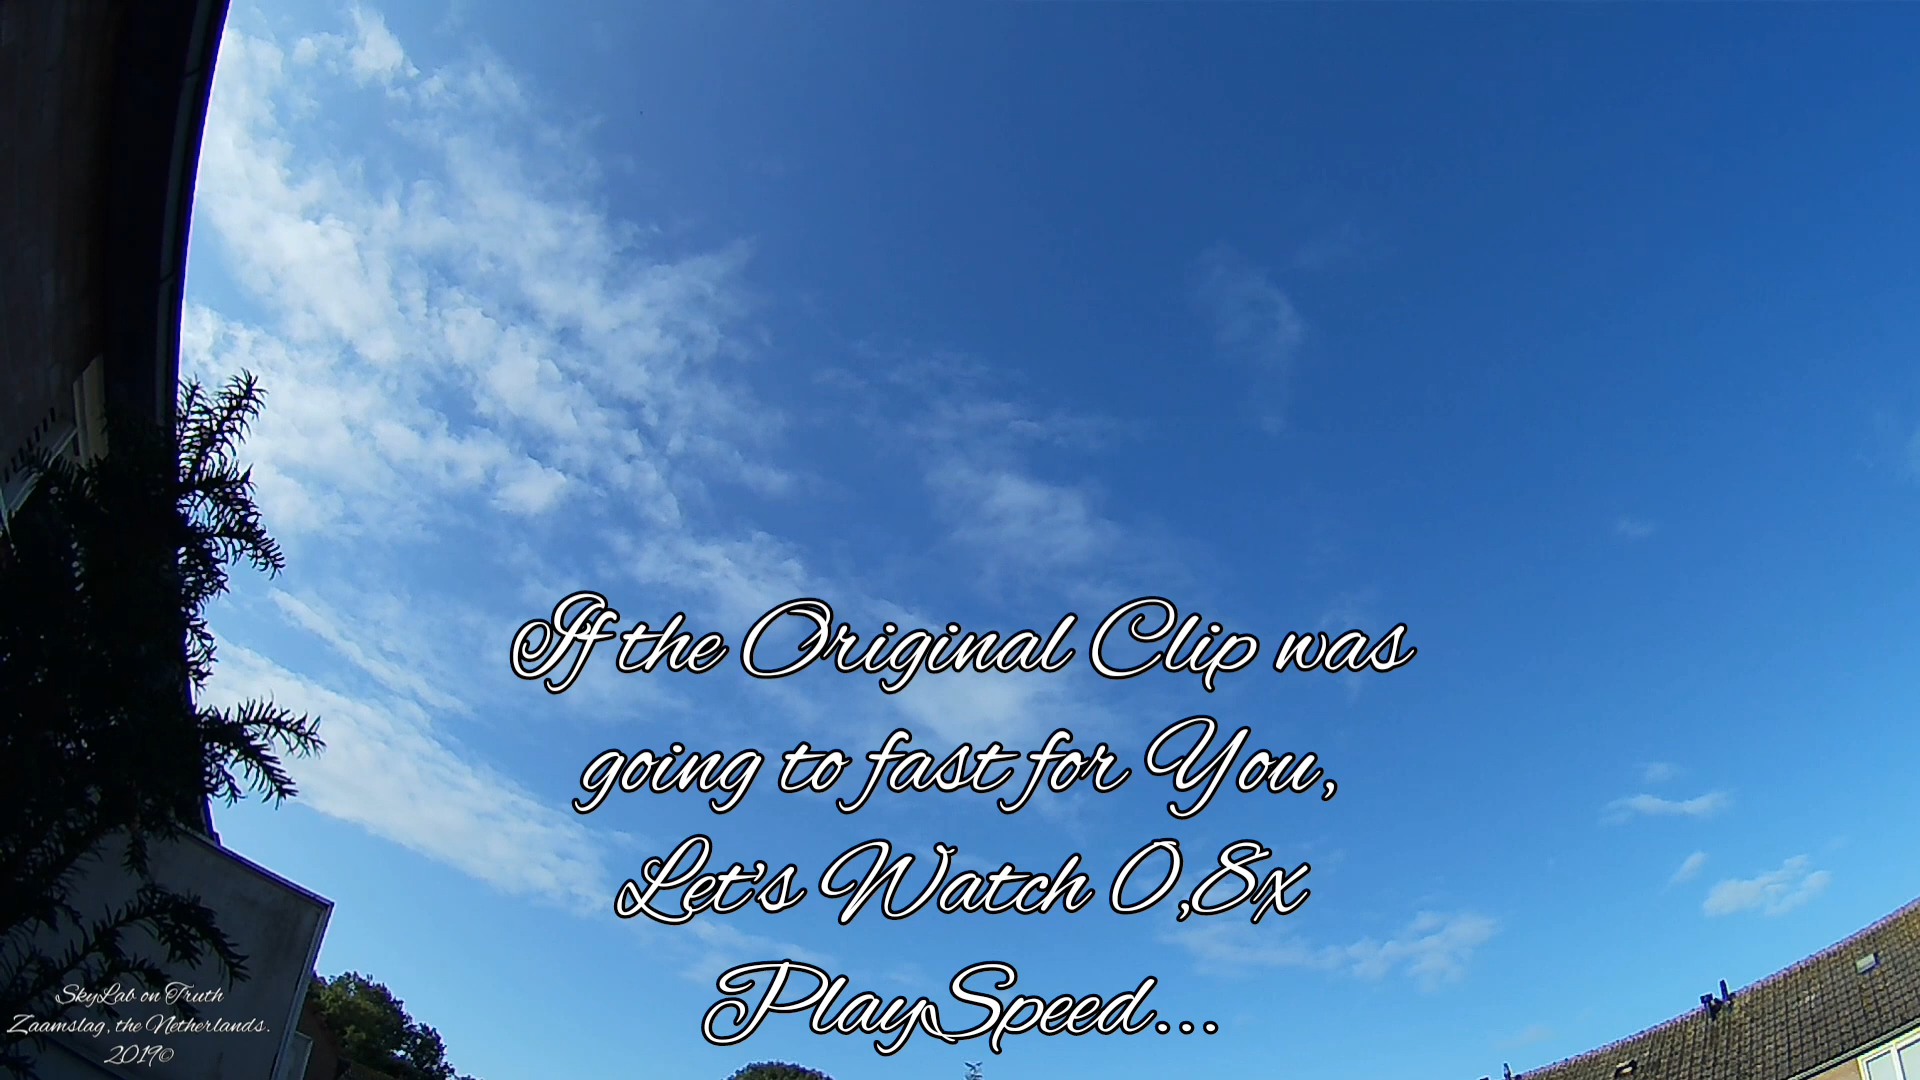 If the Original Clip was
going to fast for You,
Let's Watch 0,8x
PlaySpeed...
SkyLab on Truth
Zaamslag, the Netherlands.
2019©